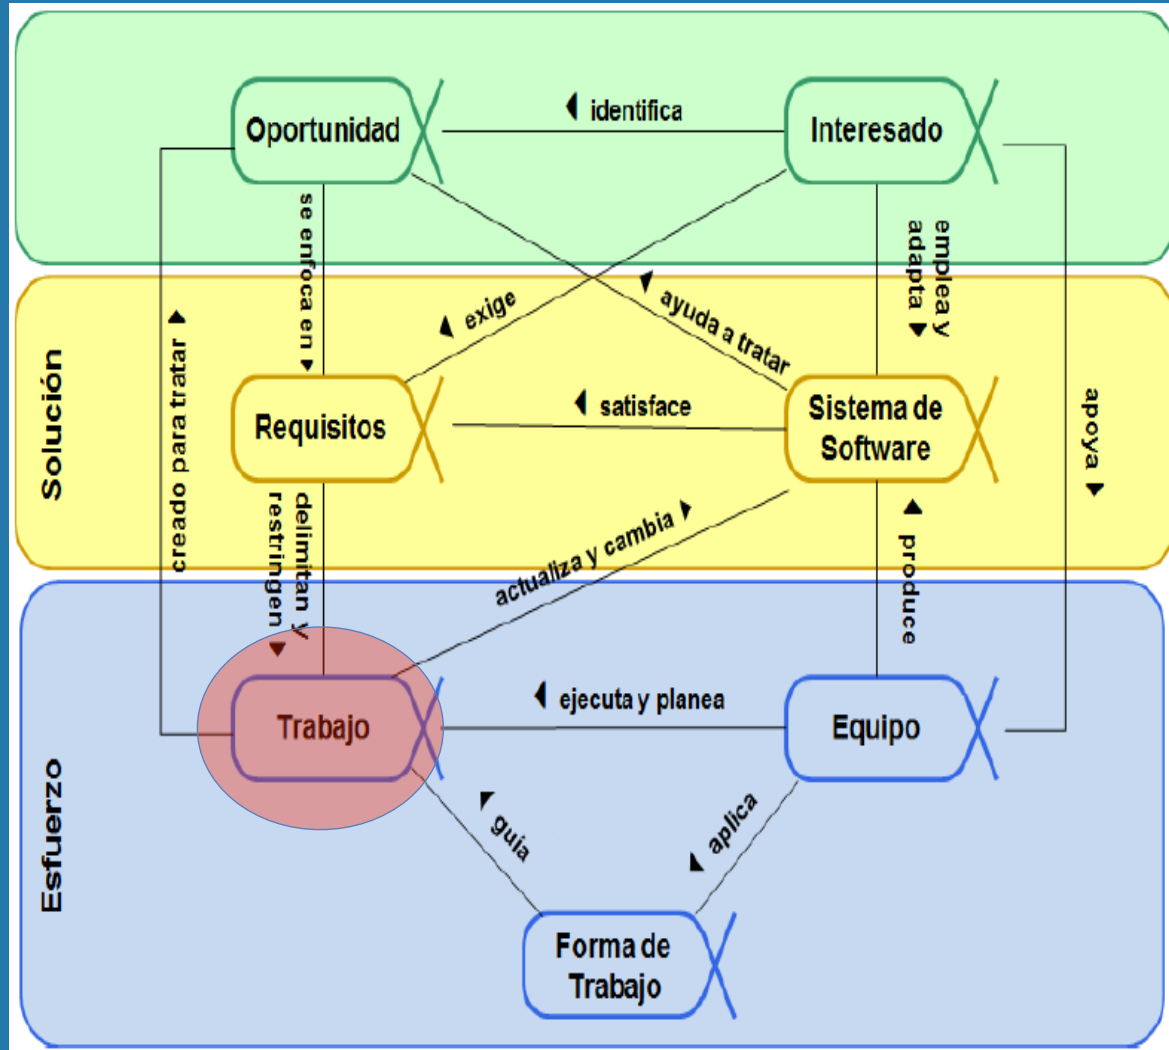 Oportunidad
identifica
Interesado
se enfoca en
emplea y
adapta
exige
ayuda a tratar
creado para tratar
Solución
Requisitos
satisface
Sistema de
Software
apoya
delimitan y
restringen
actualiza y cambia
produce
Esfuerzo
Trabajo
ejecuta y planea
Equipo
guia
aplica
Forma de
Trabajo